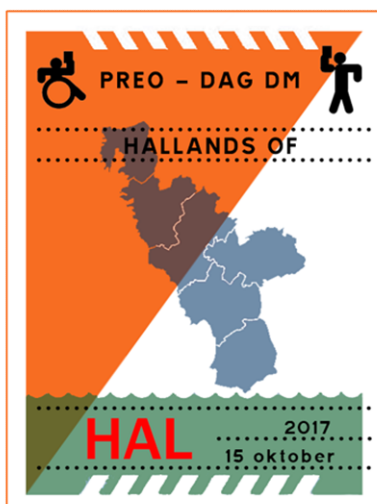 PREO – DAG DM
HALLANDS OF
HAL
2017
15 oktober